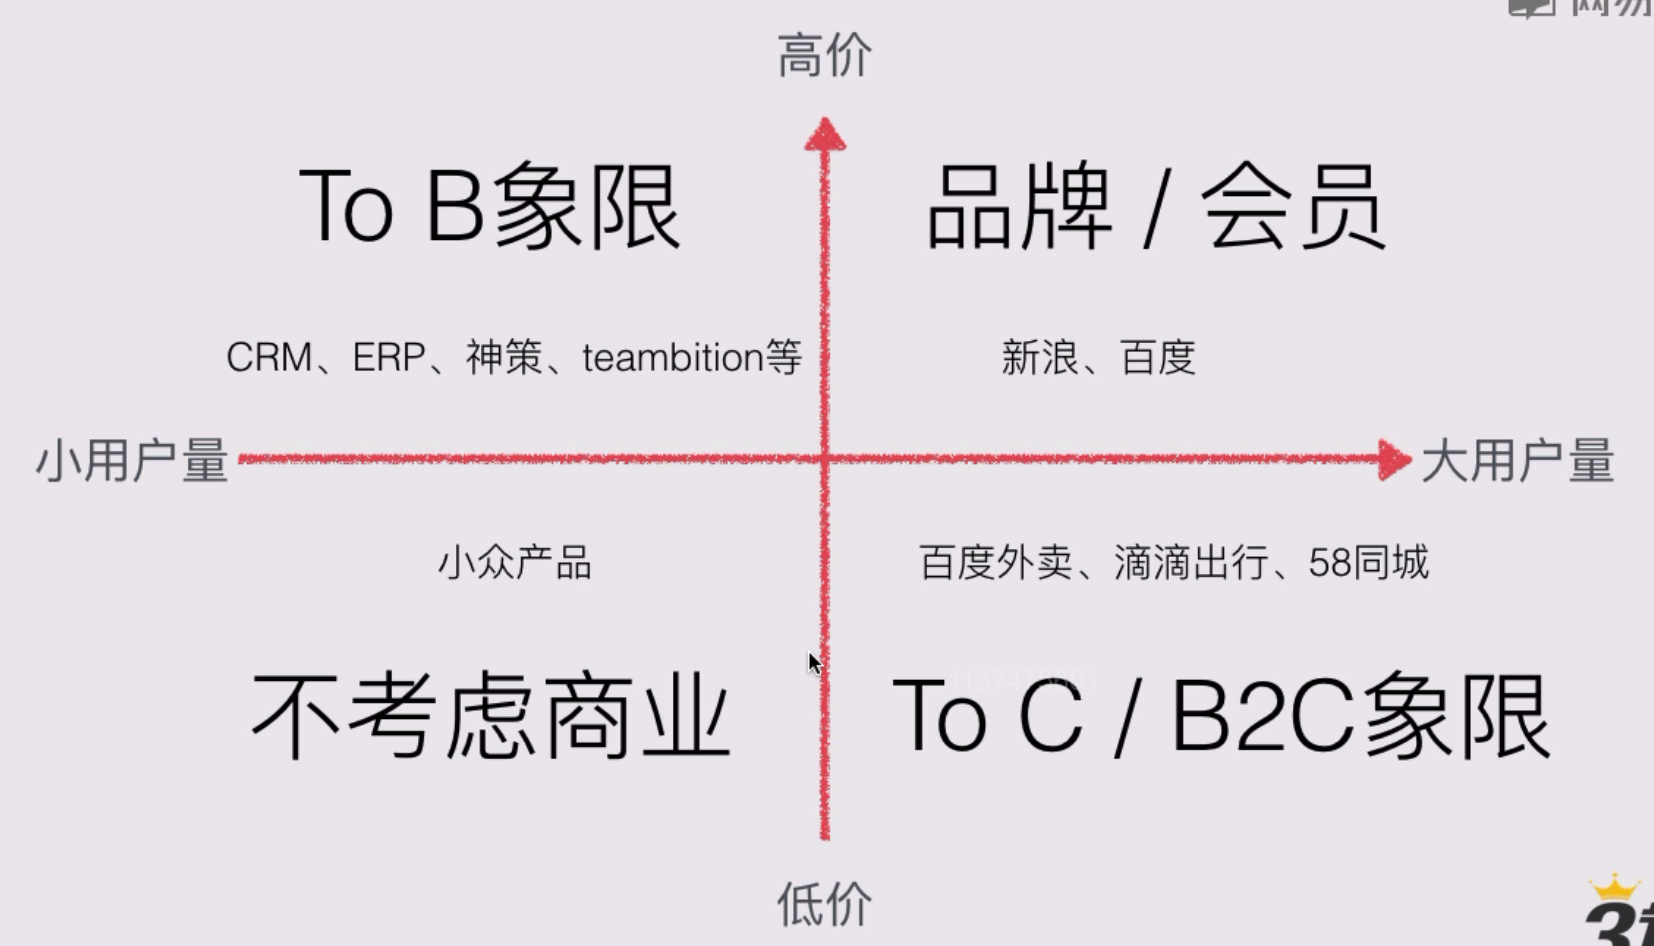 高价
To B象限
品牌 / 会员
CRM、ERP、神策、teambition等
新浪、百度
小用户量
大用户量
小众产品
百度外卖、滴滴出行、58同城
不考虑商业
To C / B2C象限
低价